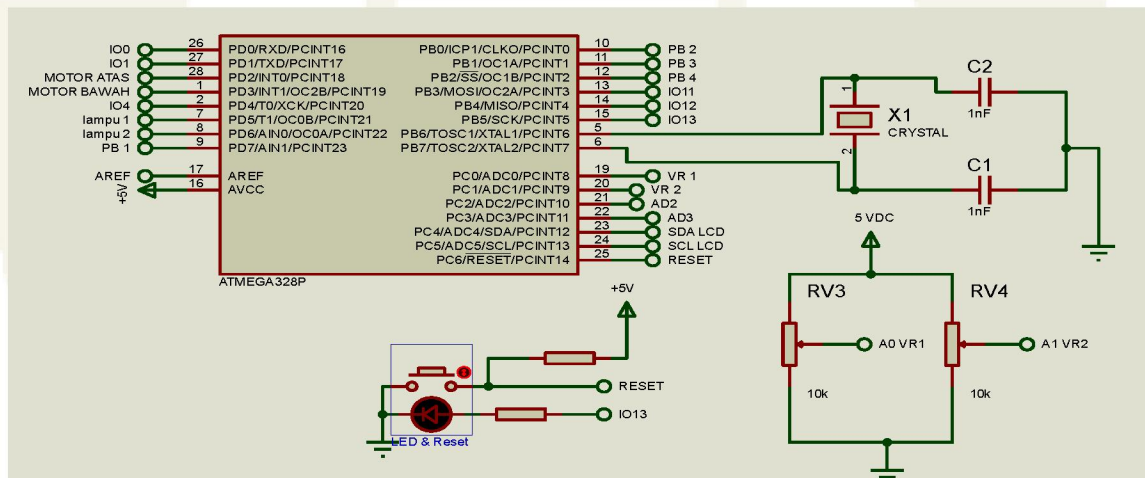 IO0 26 PD0/RXD/PCINT16 PB0/ICP1/CLKO/PCINT0 10 PB 2
IO1 27 PD1/TXD/PCINT17 PB1/OC1A/PCINT1 11 PB 3
MOTOR ATAS 28 PD2/INT0/PCINT18 PB2/SS/OC1B/PCINT2 12 PB 4
MOTOR BAWAH 1 PD3/INT1/OC2B/PCINT19 PB3/MOSI/OC2A/PCINT3 13 IO11
IO4 2 PD4/T0/XCK/PCINT20 PB4/MISO/PCINT4 14 IO12
lampu 1 7 PD5/T1/OC0B/PCINT21 PB5/SCK/PCINT5 15 IO13
lampu 2 8 PD6/AIN0/OC0A/PCINT22 PB6/TOSC1/XTAL1/PCINT6 5
PB 1 9 PD7/AIN1/PCINT23 PB7/TOSC2/XTAL2/PCINT7 6
AREF 17 AREF PC0/ADC0/PCINT8 19 VR 1
+5V 16 AVCC PC1/ADC1/PCINT9 20 VR 2
PC2/ADC2/PCINT10 21 AD2
PC3/ADC3/PCINT11 22 AD3
PC4/ADC4/SDA/PCINT12 23 SDA LCD
PC5/ADC5/SCL/PCINT13 24 SCL LCD
PC6/RESET/PCINT14 25 RESET
ATMEGA328P
C2
1nF
1
X1
CRYSTAL
2
C1
1nF
5 VDC
RV3
RV4
A0 VR1
A1 VR2
10k
10k
+5V
RESET
IO13
LED & Reset